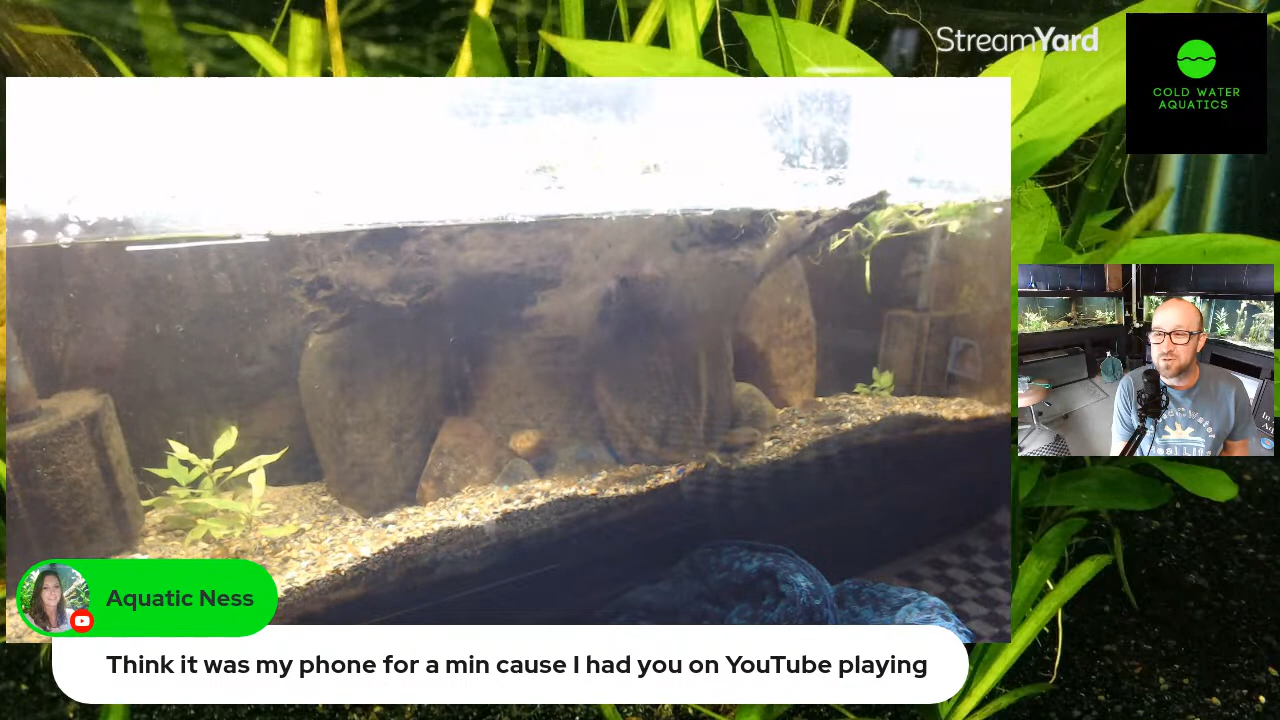 StreamYard
COLD WATER
AQUATICS
Aquatic Ness
Think it was my phone for a min cause I had you on YouTube playing